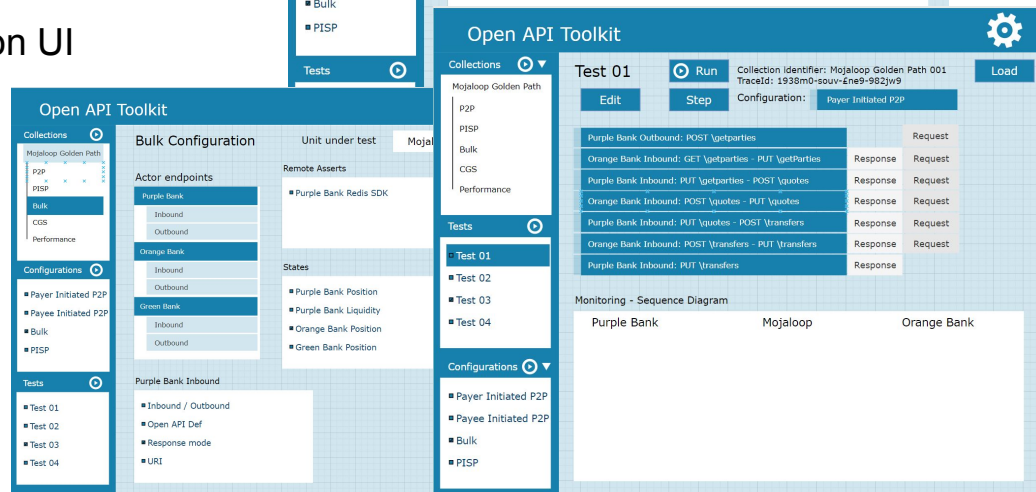 on UI
Bulk
PISP
Tests
Open API Toolkit
Collections
Mojaloop Golden Path
P2P
PISP
Bulk
CGS
Performance
Configurations
Payer Initiated P2P
Payee Initiated P2P
Bulk
PISP
Tests
Test 01
Test 02
Test 03
Test 04
Bulk Configuration
Unit under test
Mojal
Actor endpoints
Purple Bank
Inbound
Outbound
Orange Bank
Inbound
Outbound
Green Bank
Inbound
Outbound
Remote Asserts
Purple Bank Redis SDK
States
Purple Bank Position
Purple Bank Liquidity
Orange Bank Position
Green Bank Position
Purple Bank Inbound
Inbound / Outbound
Open API Def
Response mode
URI
Open API Toolkit
Collections
Mojaloop Golden Path
P2P
PISP
Bulk
CGS
Performance
Tests
Test 01
Test 02
Test 03
Test 04
Configurations
Payer Initiated P2P
Payee Initiated P2P
Bulk
PISP
Test 01
Run
Collection identifier: Mojaloop Golden Path 001
TraceId: 1938m0-souv-£ne9-982jw9
Load
Edit
Step
Configuration: Payer Initiated P2P
Purple Bank Outbound: POST \getparties Request
Orange Bank Inbound: GET \getparties - PUT \getParties Response Request
Purple Bank Inbound: PUT \getparties - POST \quotes Response Request
Orange Bank Inbound: POST \quotes - PUT \quotes Response Request
Purple Bank Inbound: PUT \quotes - POST \transfers Response Request
Orange Bank Inbound: POST \transfers - PUT \transfers Response Request
Purple Bank Inbound: PUT \transfers Response
Monitoring - Sequence Diagram
Purple Bank Mojaloop Orange Bank